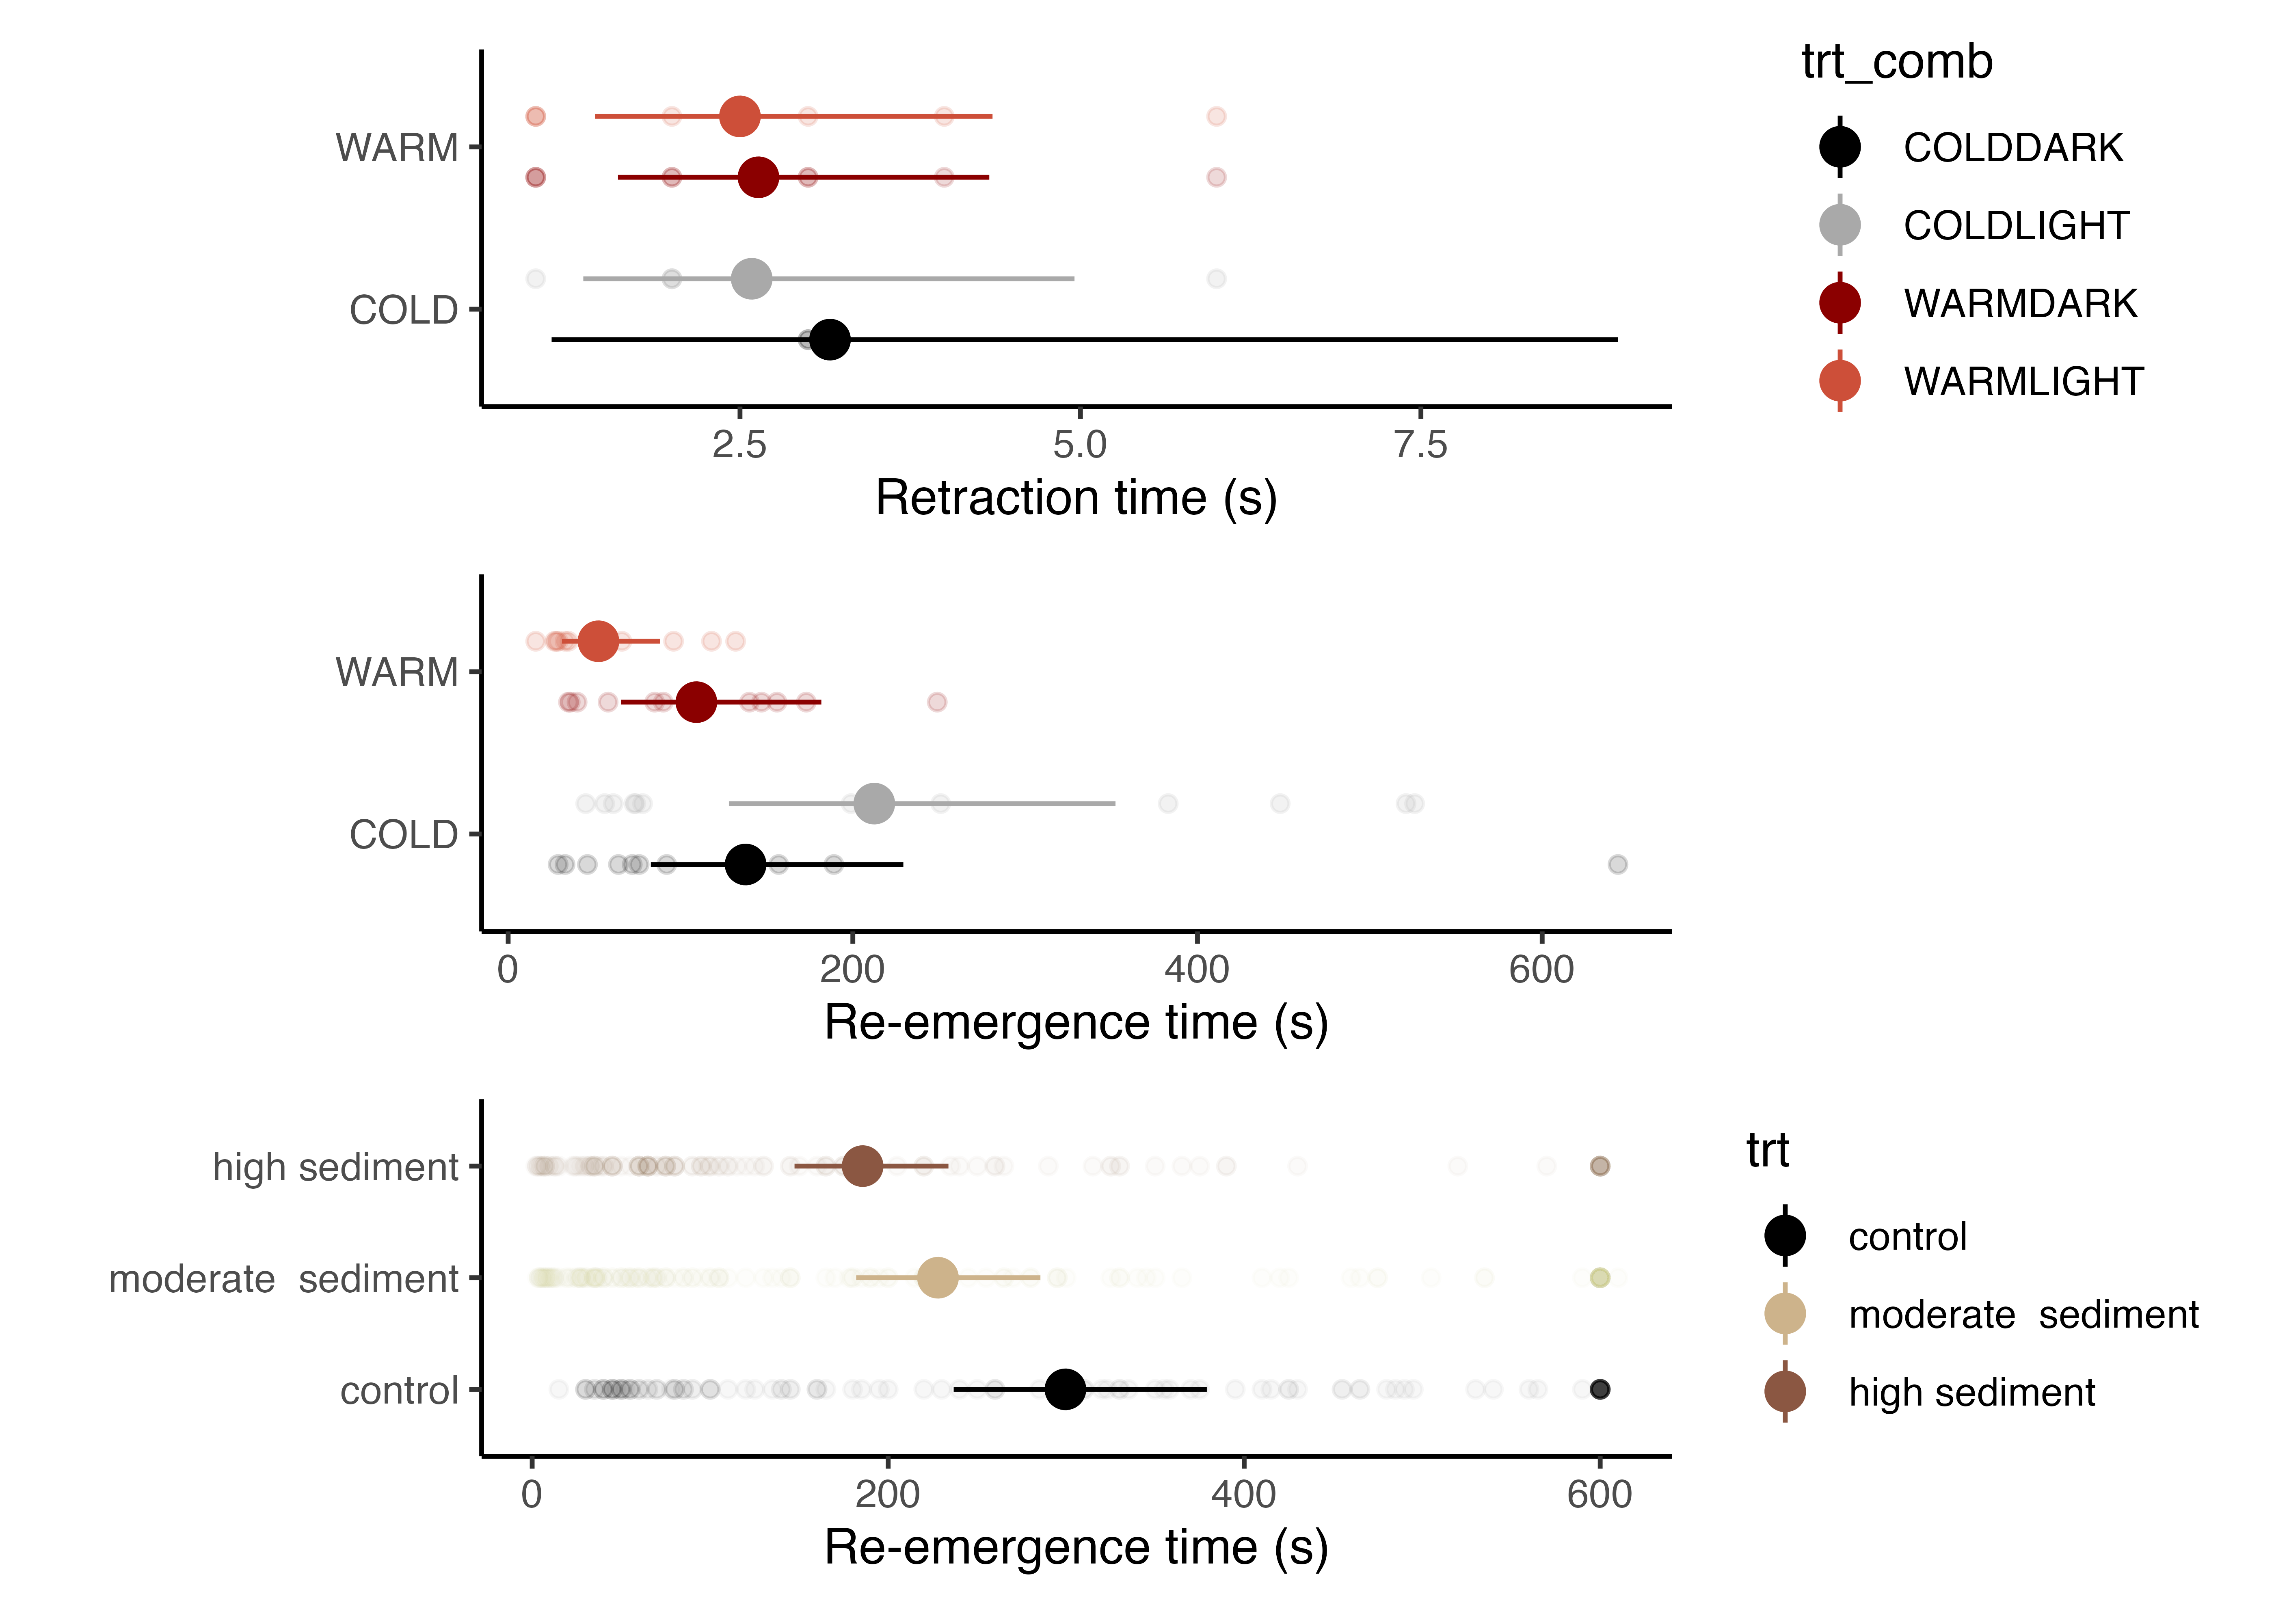 trt_comb
WARM
COLD
COLDDARK
COLDLIGHT
WARMDARK
WARMLIGHT
2.5 5.0 7.5
Retraction time (s)
WARM
COLD
0 200 400 600
Re-emergence time (s)
high sediment
moderate  sediment
control
trt
control
moderate  sediment
high sediment
0 200 400 600
Re-emergence time (s)